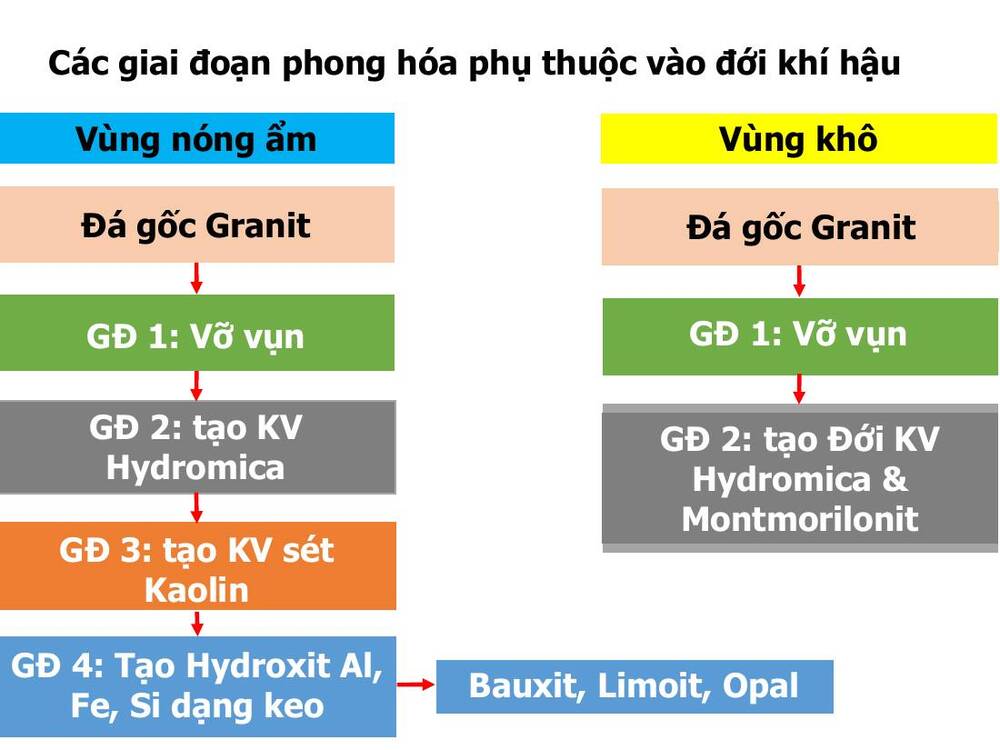 Các giai đoạn phong hóa phụ thuộc vào đới khí hậu
Vùng nóng ẩm
Đá gốc Granit
GĐ 1: Vỡ vụn
GĐ 2: tạo KV
Hydromica
GĐ 3: tạo KV sét
Kaolin
GĐ 4: Tạo Hydroxit Al,
Fe, Si dạng keo
Bauxit, Limoit, Opal
Vùng khô
Đá gốc Granit
GĐ 1: Vỡ vụn
GĐ 2: tạo Đới KV
Hydromica &
Montmorilonit